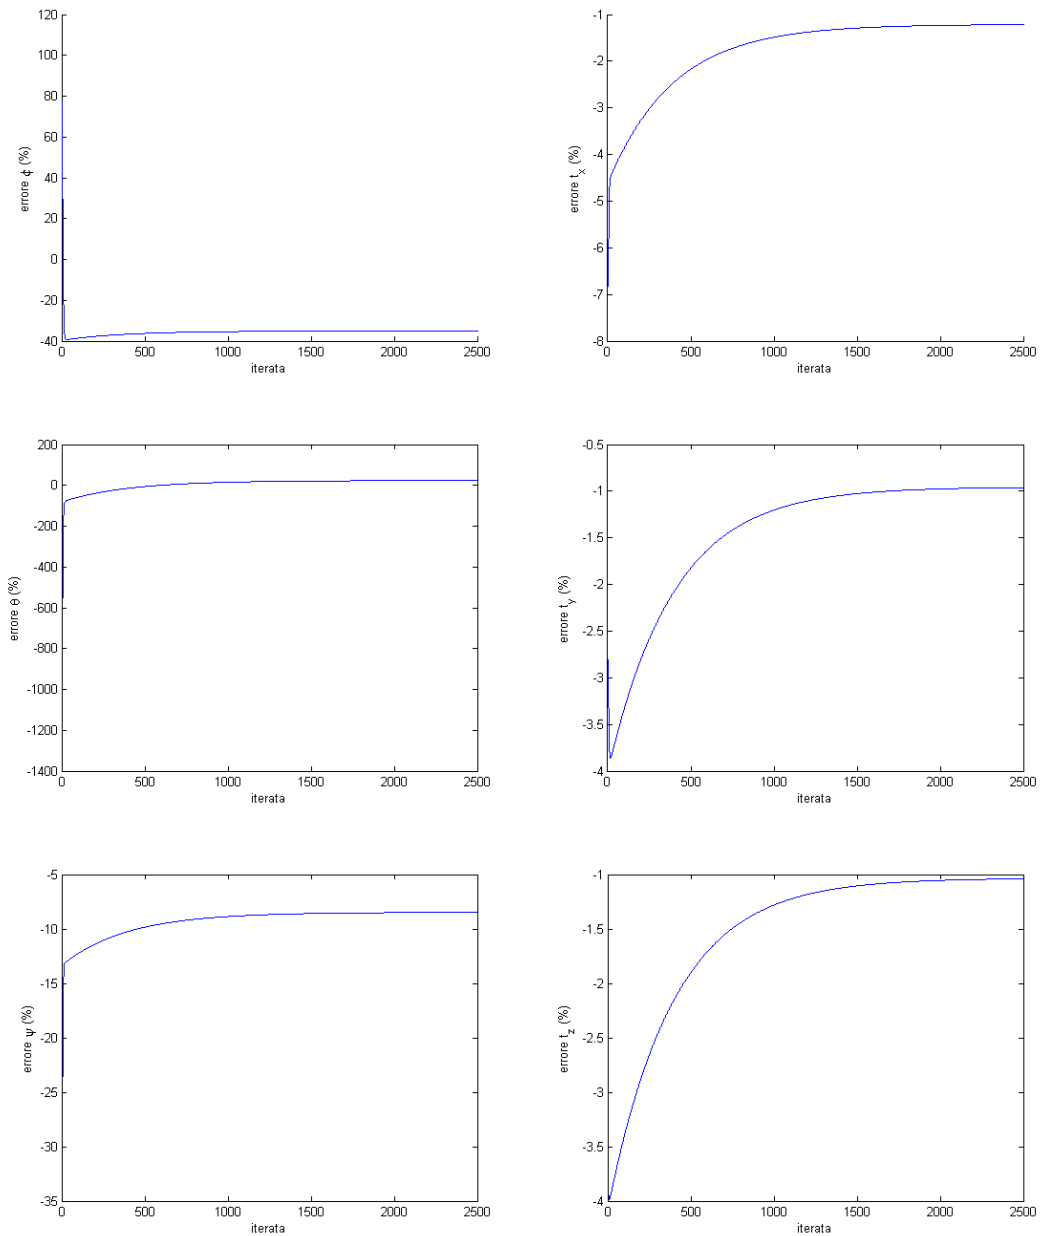 120
100
80
60
40
20
0
-20
-40
errore ϕ (%)
0 500 1000 1500 2000 2500
iterata
-1
-2
-3
-4
-5
-6
-7
-8
errore t_x (%)
0 500 1000 1500 2000 2500
iterata
200
0
-200
-400
-600
-800
-1000
-1200
-1400
errore θ (%)
0 500 1000 1500 2000 2500
iterata
-0.5
-1
-1.5
-2
-2.5
-3
-3.5
-4
errore t_y (%)
0 500 1000 1500 2000 2500
iterata
-5
-10
-15
-20
-25
-30
-35
errore ψ (%)
0 500 1000 1500 2000 2500
iterata
-1
-1.5
-2
-2.5
-3
-3.5
-4
errore t_z (%)
0 500 1000 1500 2000 2500
iterata